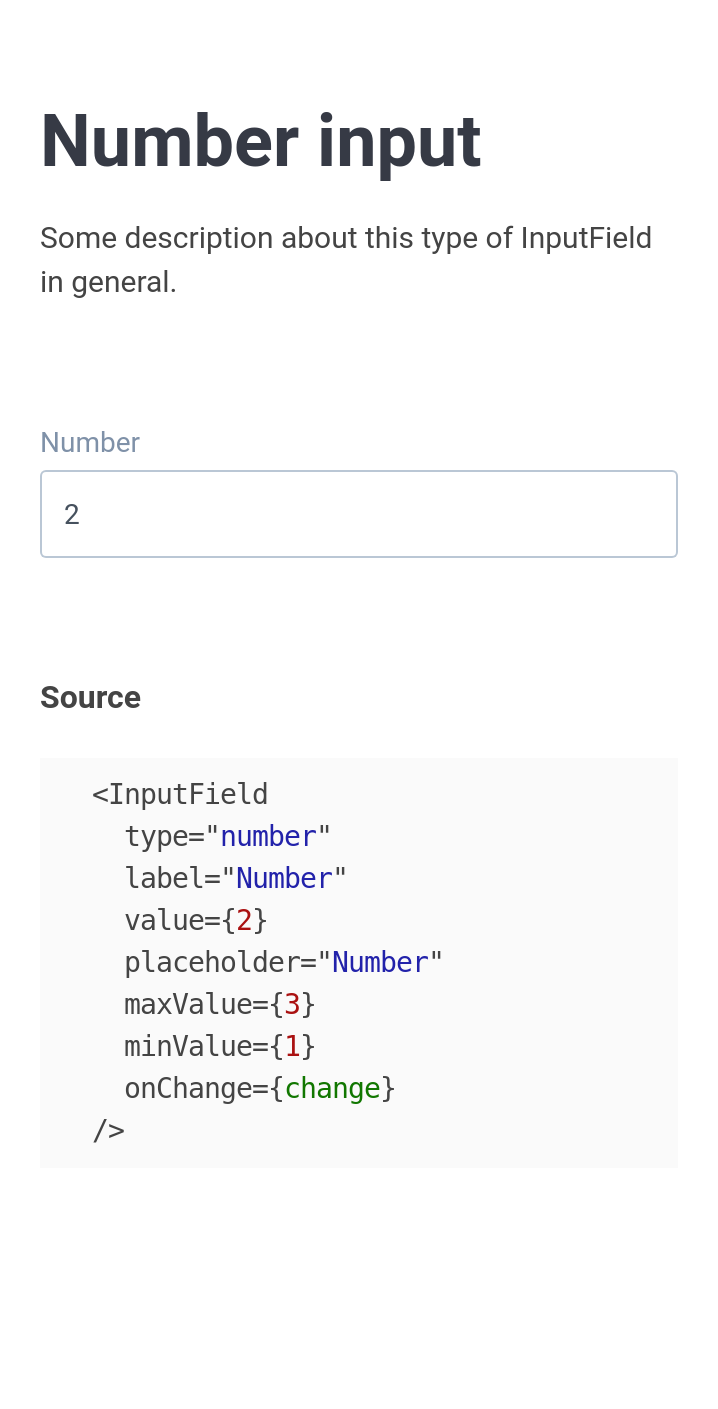 Number input
Some description about this type of InputField
in general.
Number
2
Source
<InputField
  type="number"
  label="Number"
  value={2}
  placeholder="Number"
  maxValue={3}
  minValue={1}
  onChange={change}
/>